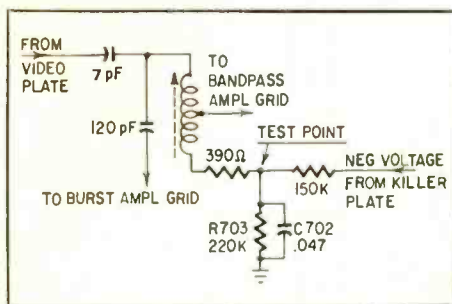 FROM
VIDEO
PLATE
7 pF
120 pF
TO
BANDPASS
AMPL GRID
TEST POINT
390Ω
NEG VOLTAGE
FROM KILLER
PLATE
150K
TO BURST AMPL GRID
R703
220K
C 702
.047